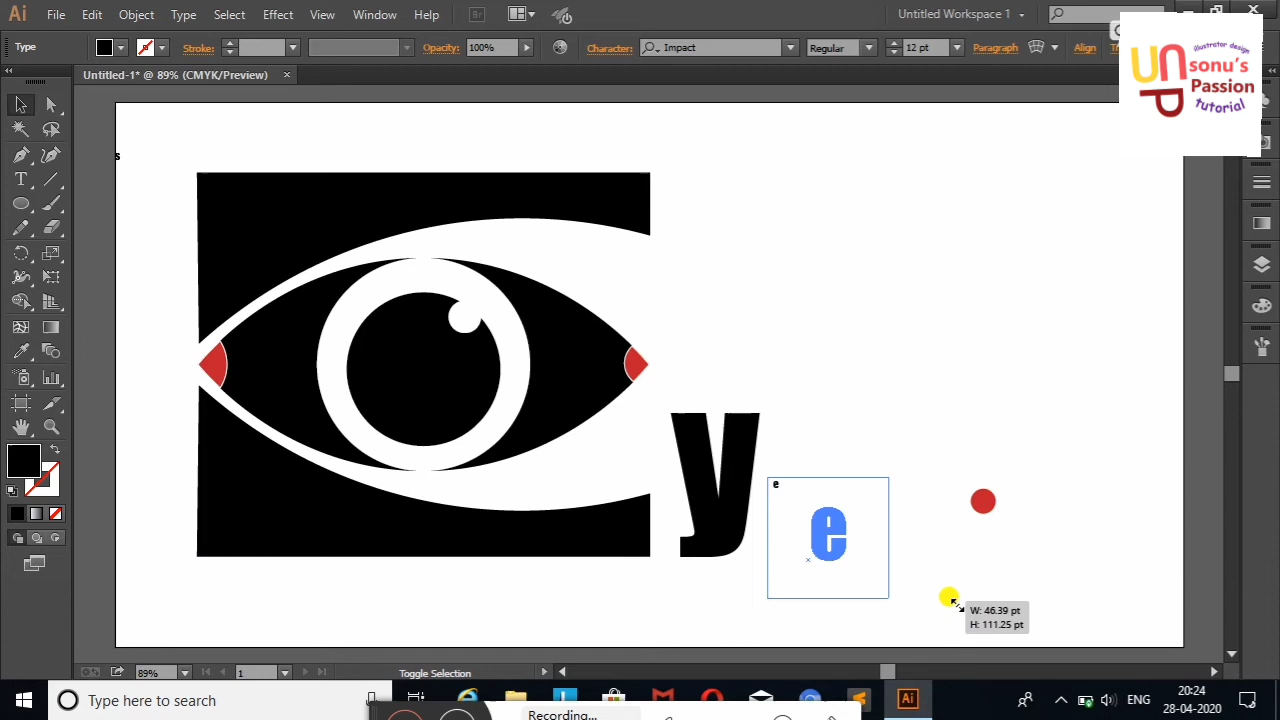 Ai File Edit Object Type Select Effect View Window Help Br Untitled Workspace 1
Type Stroke: Opacity: 100% Character: Impact Regular 12 pt Paragraph Align
Untitled-1* @ 89% (CMYK/Preview)
un
p
illustrator design
sonu's
Passion
tutorial
s
y
e
e
W: 46.39 pt
H: 111.25 pt
89% 1 Toggle Selection
Type here to search
Ai
ENG
20:24
28-04-2020
Recording...